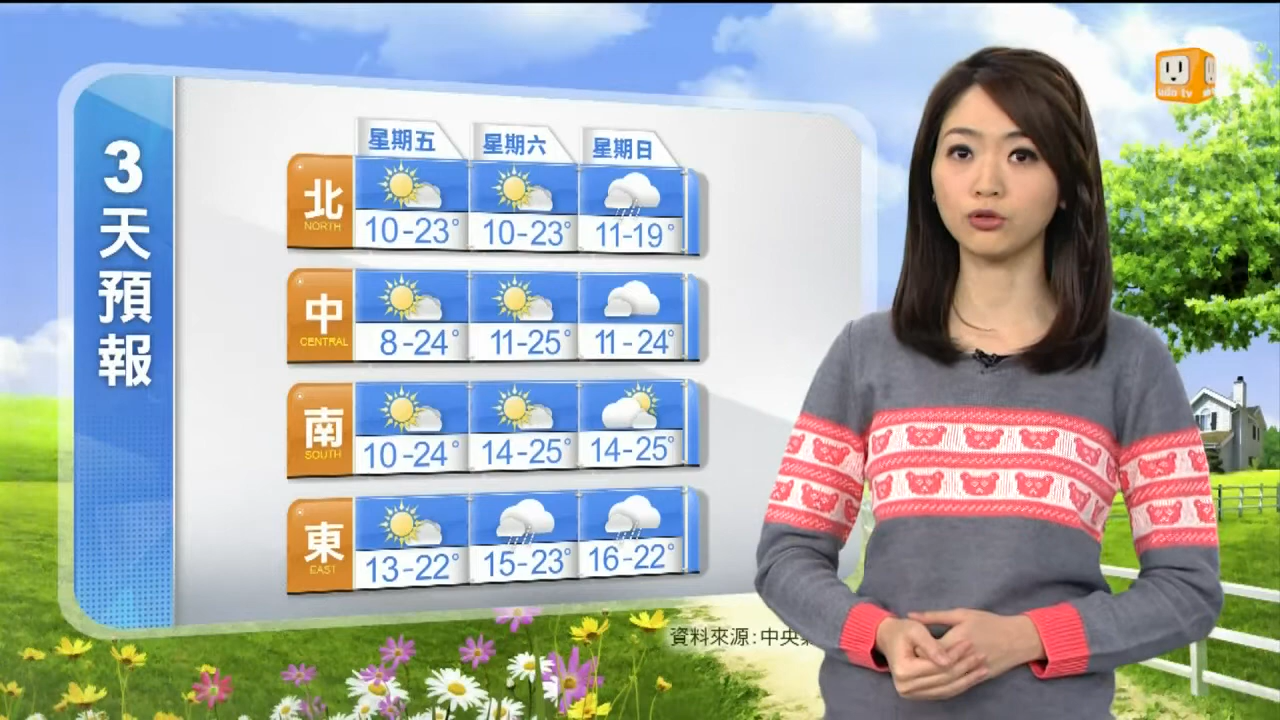 3天預報
星期五 星期六 星期日
北 NORTH 10-23° 10-23° 11-19°
中 CENTRAL 8-24° 11-25° 11-24°
南 SOUTH 10-24° 14-25° 14-25°
東 EAST 13-22° 15-23° 16-22°
資料來源:中央
udn tv